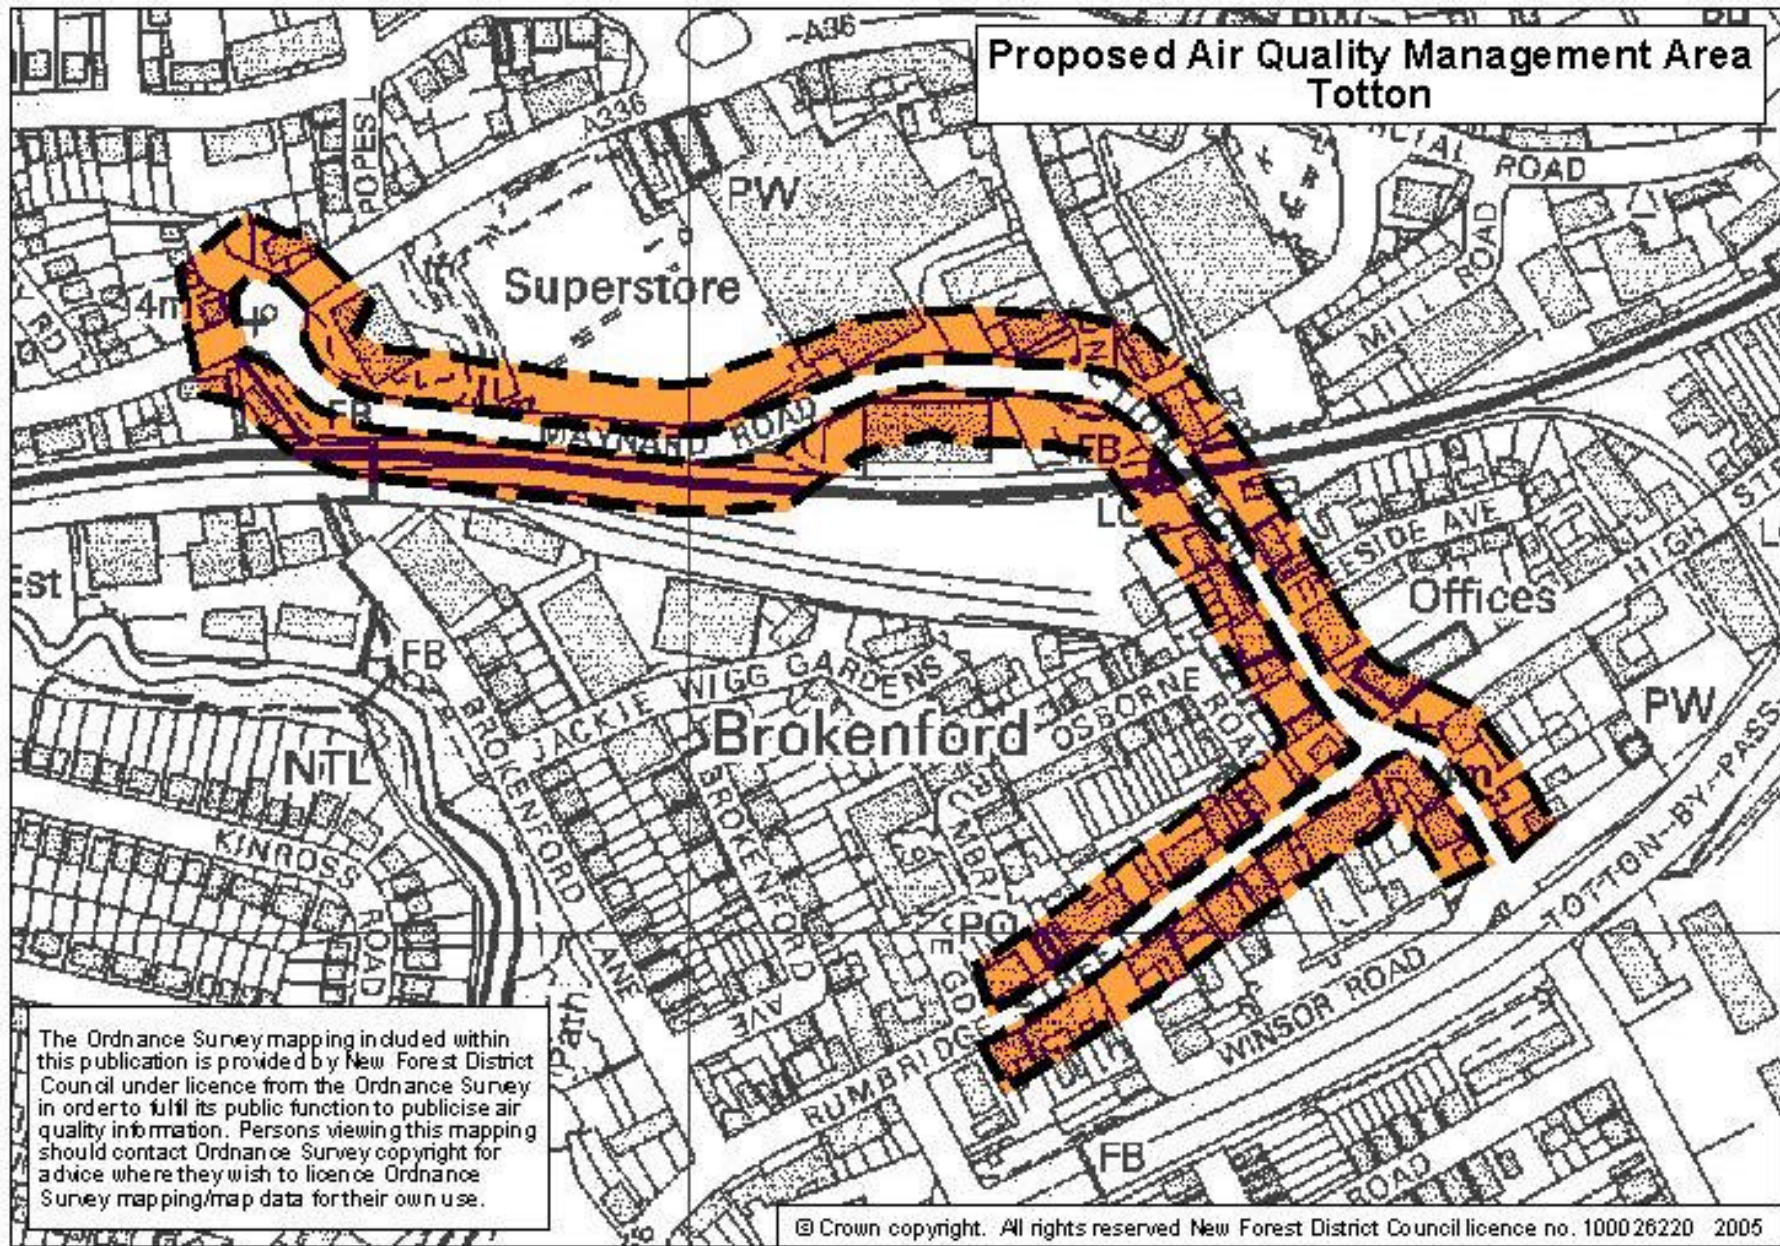 Proposed Air Quality Management Area
Totton
A36
A336
POPES L
PW
ROAD
MILL ROAD
ROAD
Superstore
MAYNARD ROAD
FB
FB
LC
SIDE AVE
HIGH ST
Offices
Est
FB
JACKIE WIGG GARDENS
OSBORNE
ROAD
PW
Brokenford
NTL
BROKENFORD LANE
BROKENFORD
AVE
KINROSS
ROAD
PO
RUMBRIDGE
WINSOR ROAD
TOTTON-BY-PASS
Path
FB
ROAD
The Ordnance Survey mapping included within
this publication is provided by New Forest District
Council under licence from the Ordnance Survey
in order to fulfil its public function to publicise air
quality information. Persons viewing this mapping
should contact Ordnance Survey copyright for
advice where they wish to licence Ordnance
Survey mapping/map data for their own use.
© Crown copyright. All rights reserved New Forest District Council licence no. 100026220 2005